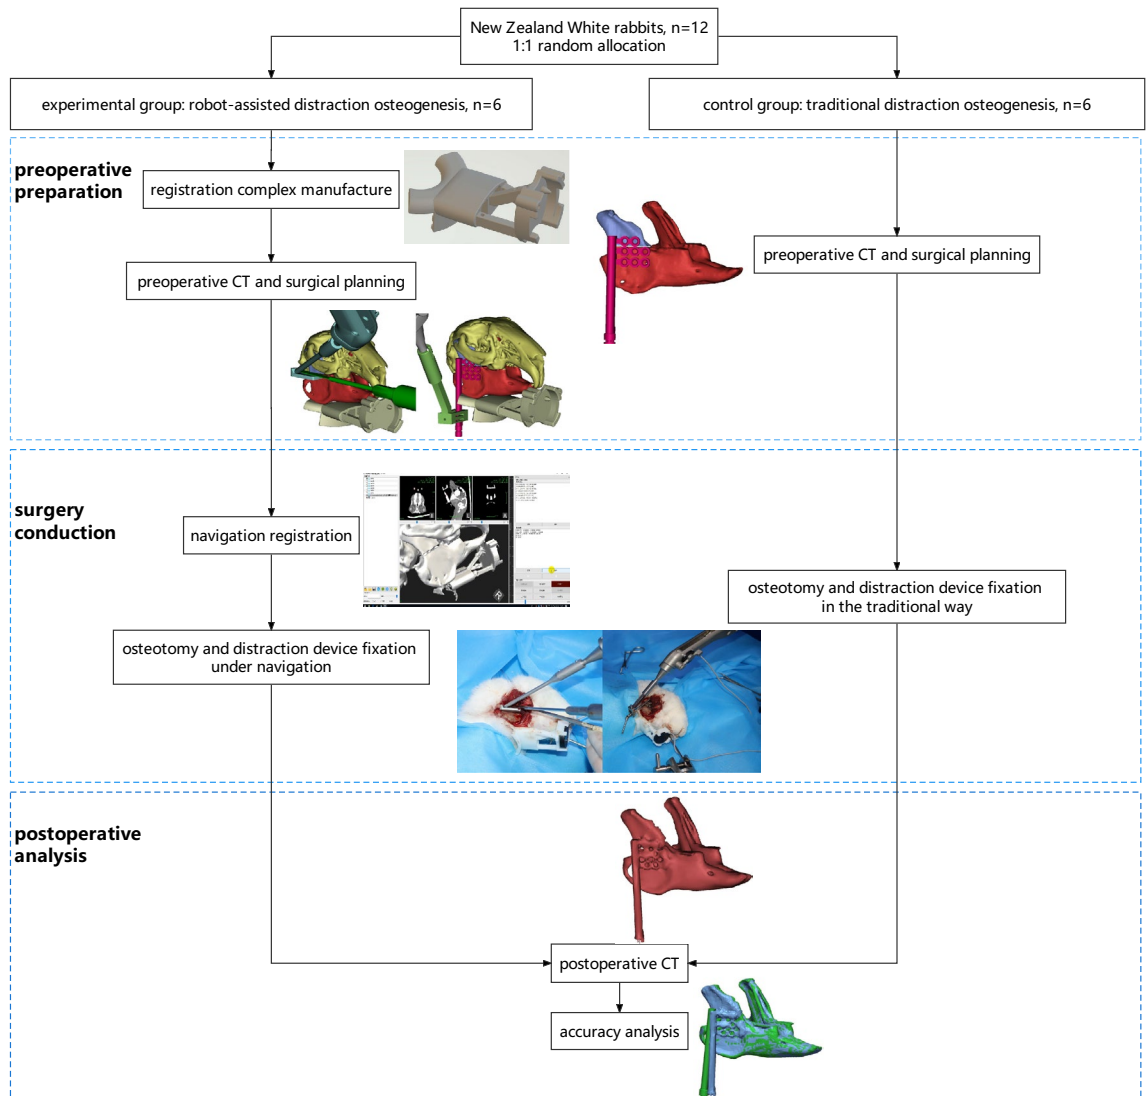 New Zealand White rabbits, n=12
1:1 random allocation
experimental group: robot-assisted distraction osteogenesis, n=6
control group: traditional distraction osteogenesis, n=6
preoperative
preparation
registration complex manufacture
preoperative CT and surgical planning
preoperative CT and surgical planning
surgery
conduction
navigation registration
osteotomy and distraction device fixation
in the traditional way
osteotomy and distraction device fixation
under navigation
postoperative
analysis
postoperative CT
accuracy analysis